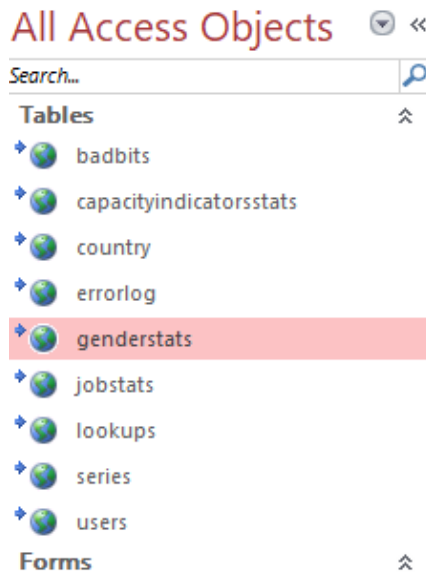 All Access Objects
Search...
Tables
badbits
capacityindicatorsstats
country
errorlog
genderstats
jobstats
lookups
series
users
Forms